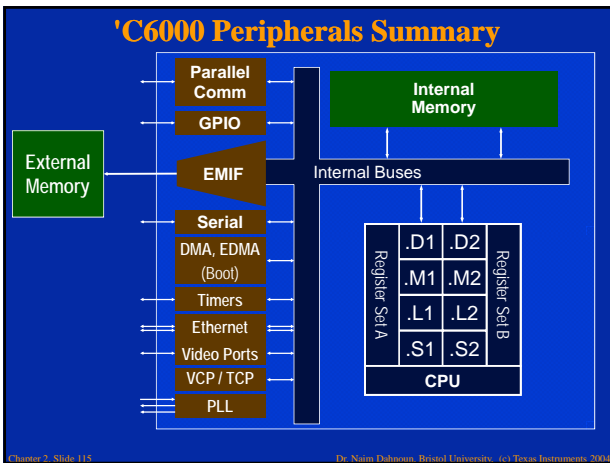 'C6000 Peripherals Summary
Parallel
Comm
GPIO
EMIF
Serial
DMA, EDMA
(Boot)
Timers
Ethernet
Video Ports
VCP / TCP
PLL
External
Memory
Internal
Memory
Internal Buses
Register Set A
.D1 .D2
.M1 .M2
.L1 .L2
.S1 .S2
Register Set B
CPU
Chapter 2, Slide 115
Dr. Naim Dahnoun, Bristol University, (c) Texas Instruments 2004